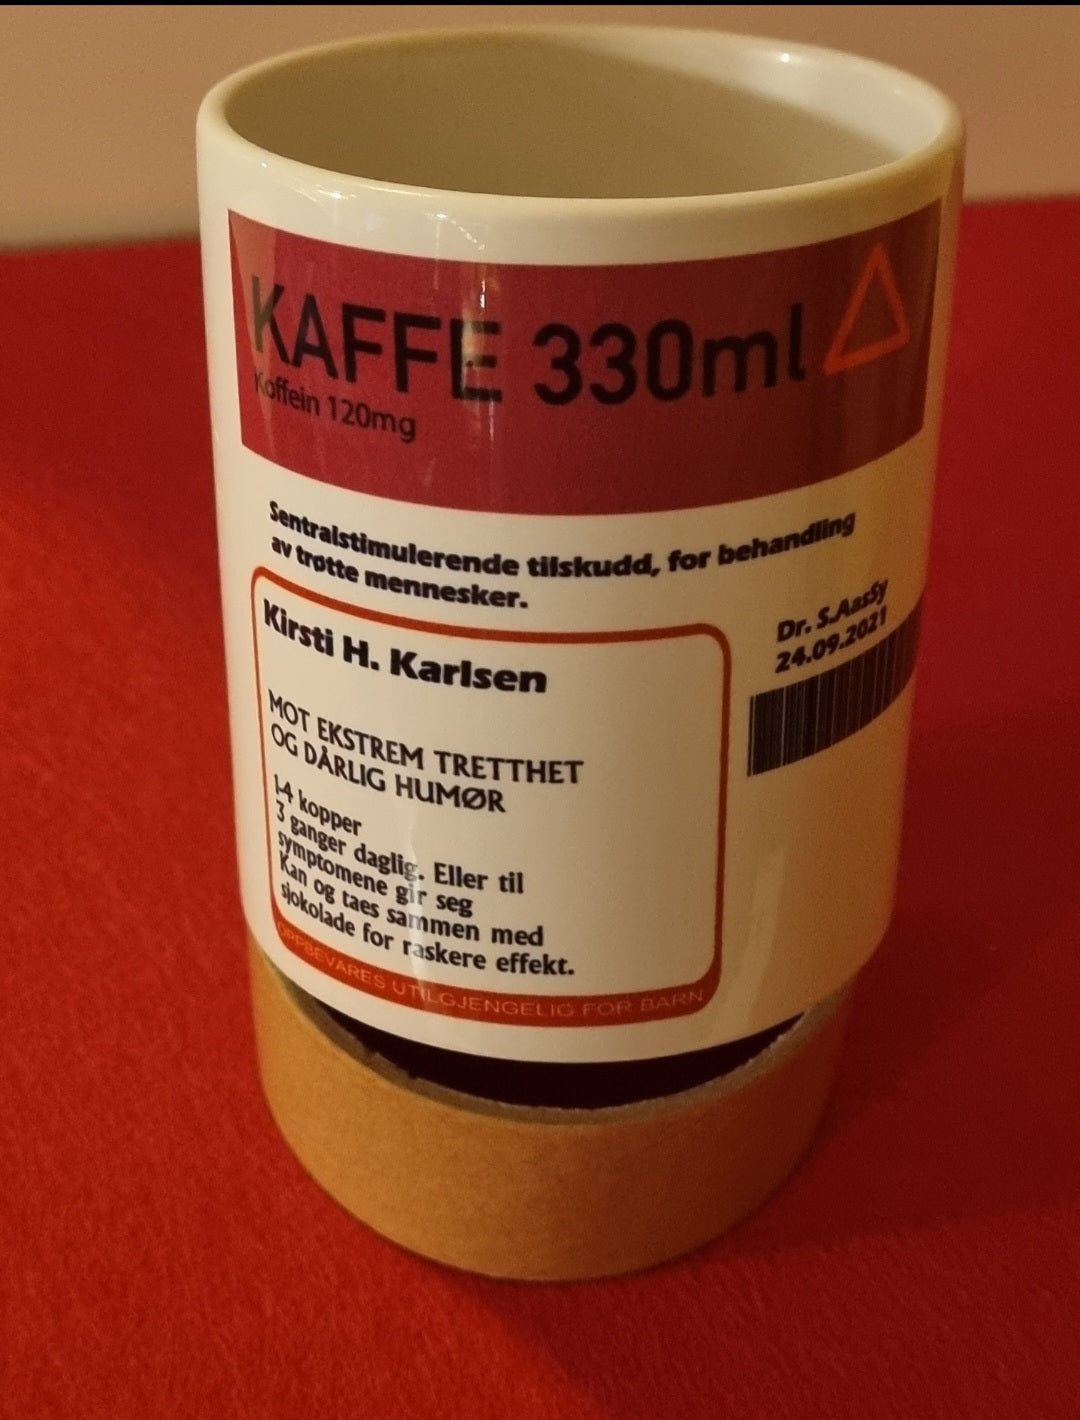 KAFFE 330ml
Koffein 120mg
Sentralstimulerende tilskudd, for behandling
av trøtte mennesker.
Kirsti H. Karlsen
MOT EKSTREM TRETTHET
OG DÅRLIG HUMØR
1-4 kopper
3 ganger daglig. Eller til
symptomene gir seg
Kan og taes sammen med
sjokolade for raskere effekt.
OPPBEVARES UTILGJENGELIG FOR BARN
Dr. S.AasSy
24.09.2021